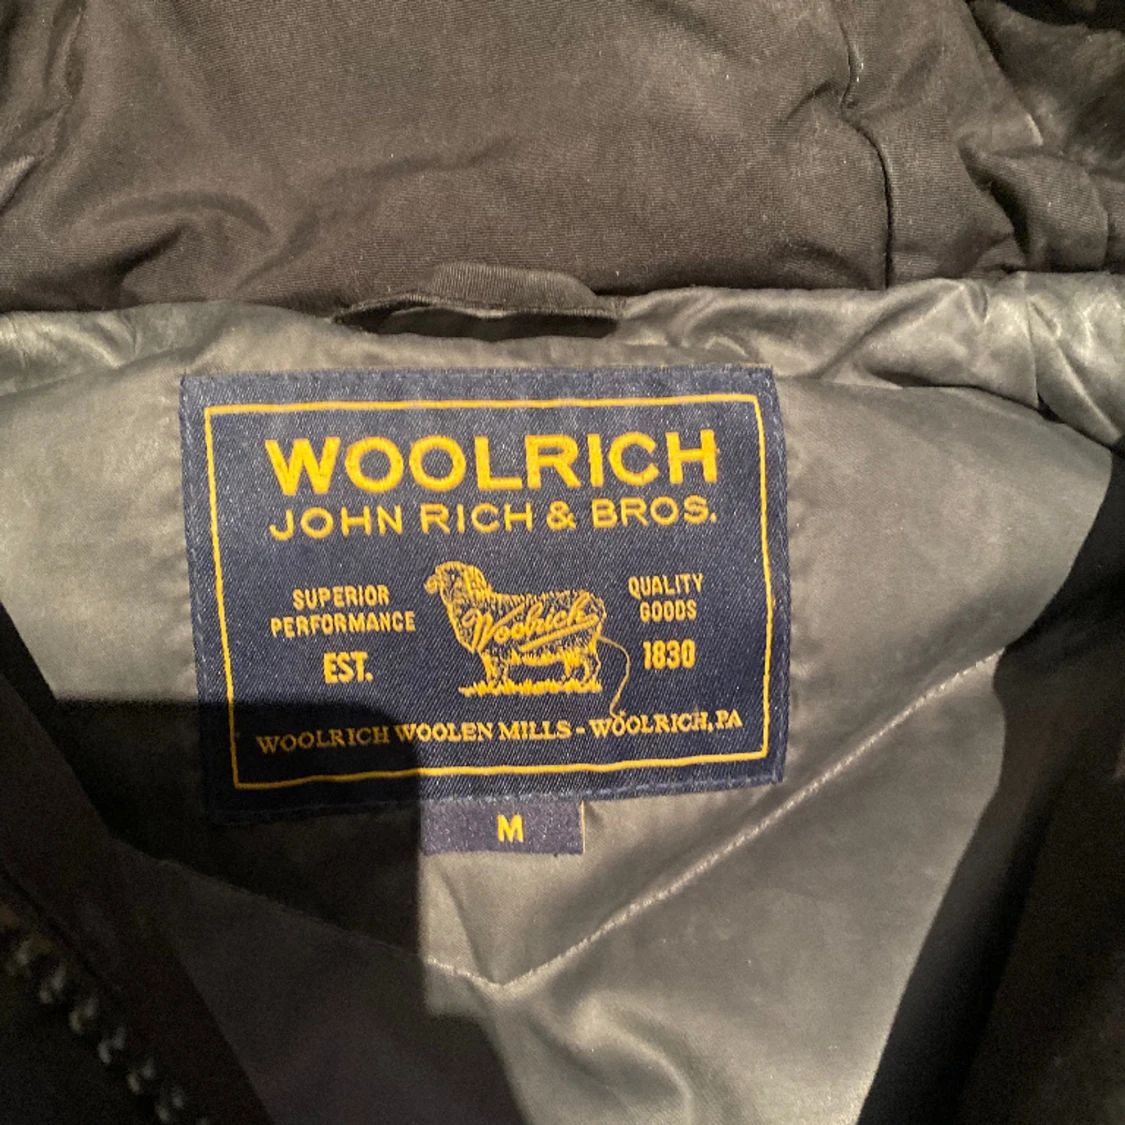 WOOLRICH
JOHN RICH & BROS.
SUPERIOR
PERFORMANCE
EST.
Woolrich
QUALITY
GOODS
1830
WOOLRICH WOOLEN MILLS - WOOLRICH, PA
M